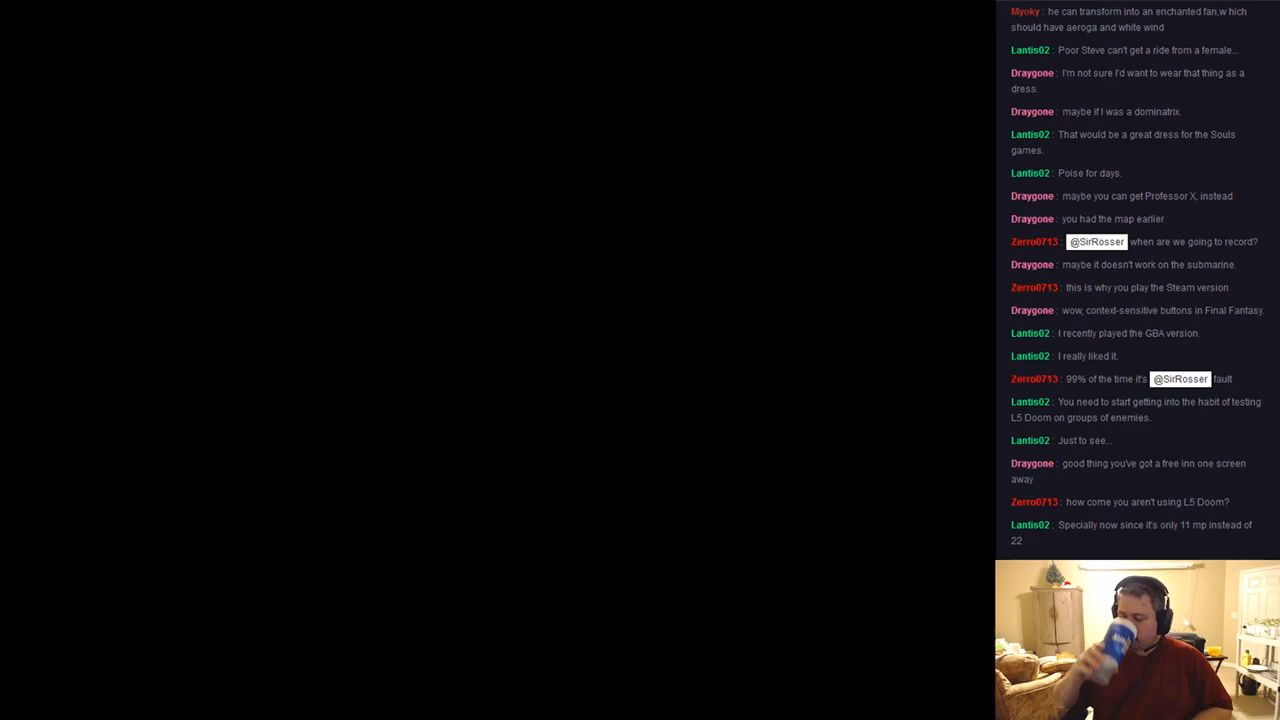 Myoky : he can transform into an enchanted fan,w hich
should have aeroga and white wind
Lantis02 : Poor Steve can't get a ride from a female...
Draygone : I'm not sure I'd want to wear that thing as a
dress.
Draygone : maybe if I was a dominatrix.
Lantis02 : That would be a great dress for the Souls
games.
Lantis02 : Poise for days.
Draygone : maybe you can get Professor X, instead
Draygone : you had the map earlier
Zerro0713 : @SirRosser when are we going to record?
Draygone : maybe it doesn't work on the submarine.
Zerro0713 : this is why you play the Steam version
Draygone : wow, context-sensitive buttons in Final Fantasy.
Lantis02 : I recently played the GBA version.
Lantis02 : I really liked it.
Zerro0713 : 99% of the time it's @SirRosser fault
Lantis02 : You need to start getting into the habit of testing
L5 Doom on groups of enemies.
Lantis02 : Just to see...
Draygone : good thing you've got a free inn one screen
away
Zerro0713 : how come you aren't using L5 Doom?
Lantis02 : Specially now since it's only 11 mp instead of
22